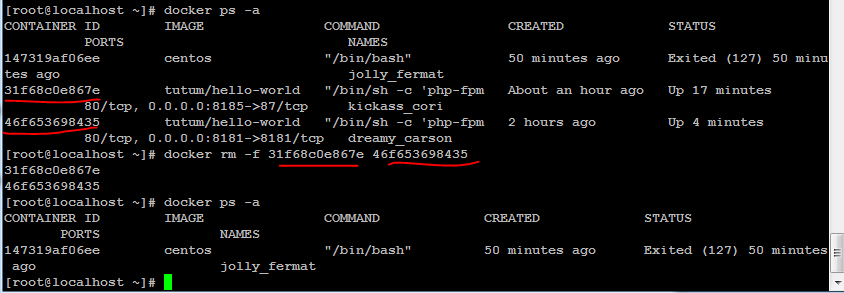 [root@localhost ~]# docker ps -a
CONTAINER ID        IMAGE               COMMAND                CREATED             STATUS
          PORTS                            NAMES
147319af06ee        centos              "/bin/bash"            50 minutes ago      Exited (127) 50 minu
tes ago                                    jolly_fermat
31f68c0e867e        tutum/hello-world   "/bin/sh -c 'php-fpm   About an hour ago   Up 17 minutes
          80/tcp, 0.0.0.0:8185->87/tcp     kickass_cori
46f653698435        tutum/hello-world   "/bin/sh -c 'php-fpm   2 hours ago         Up 4 minutes
          80/tcp, 0.0.0.0:8181->8181/tcp   dreamy_carson
[root@localhost ~]# docker rm -f 31f68c0e867e 46f653698435
31f68c0e867e
46f653698435
[root@localhost ~]# docker ps -a
CONTAINER ID        IMAGE               COMMAND             CREATED             STATUS
       PORTS               NAMES
147319af06ee        centos              "/bin/bash"         50 minutes ago      Exited (127) 50 minutes
 ago                       jolly_fermat
[root@localhost ~]#